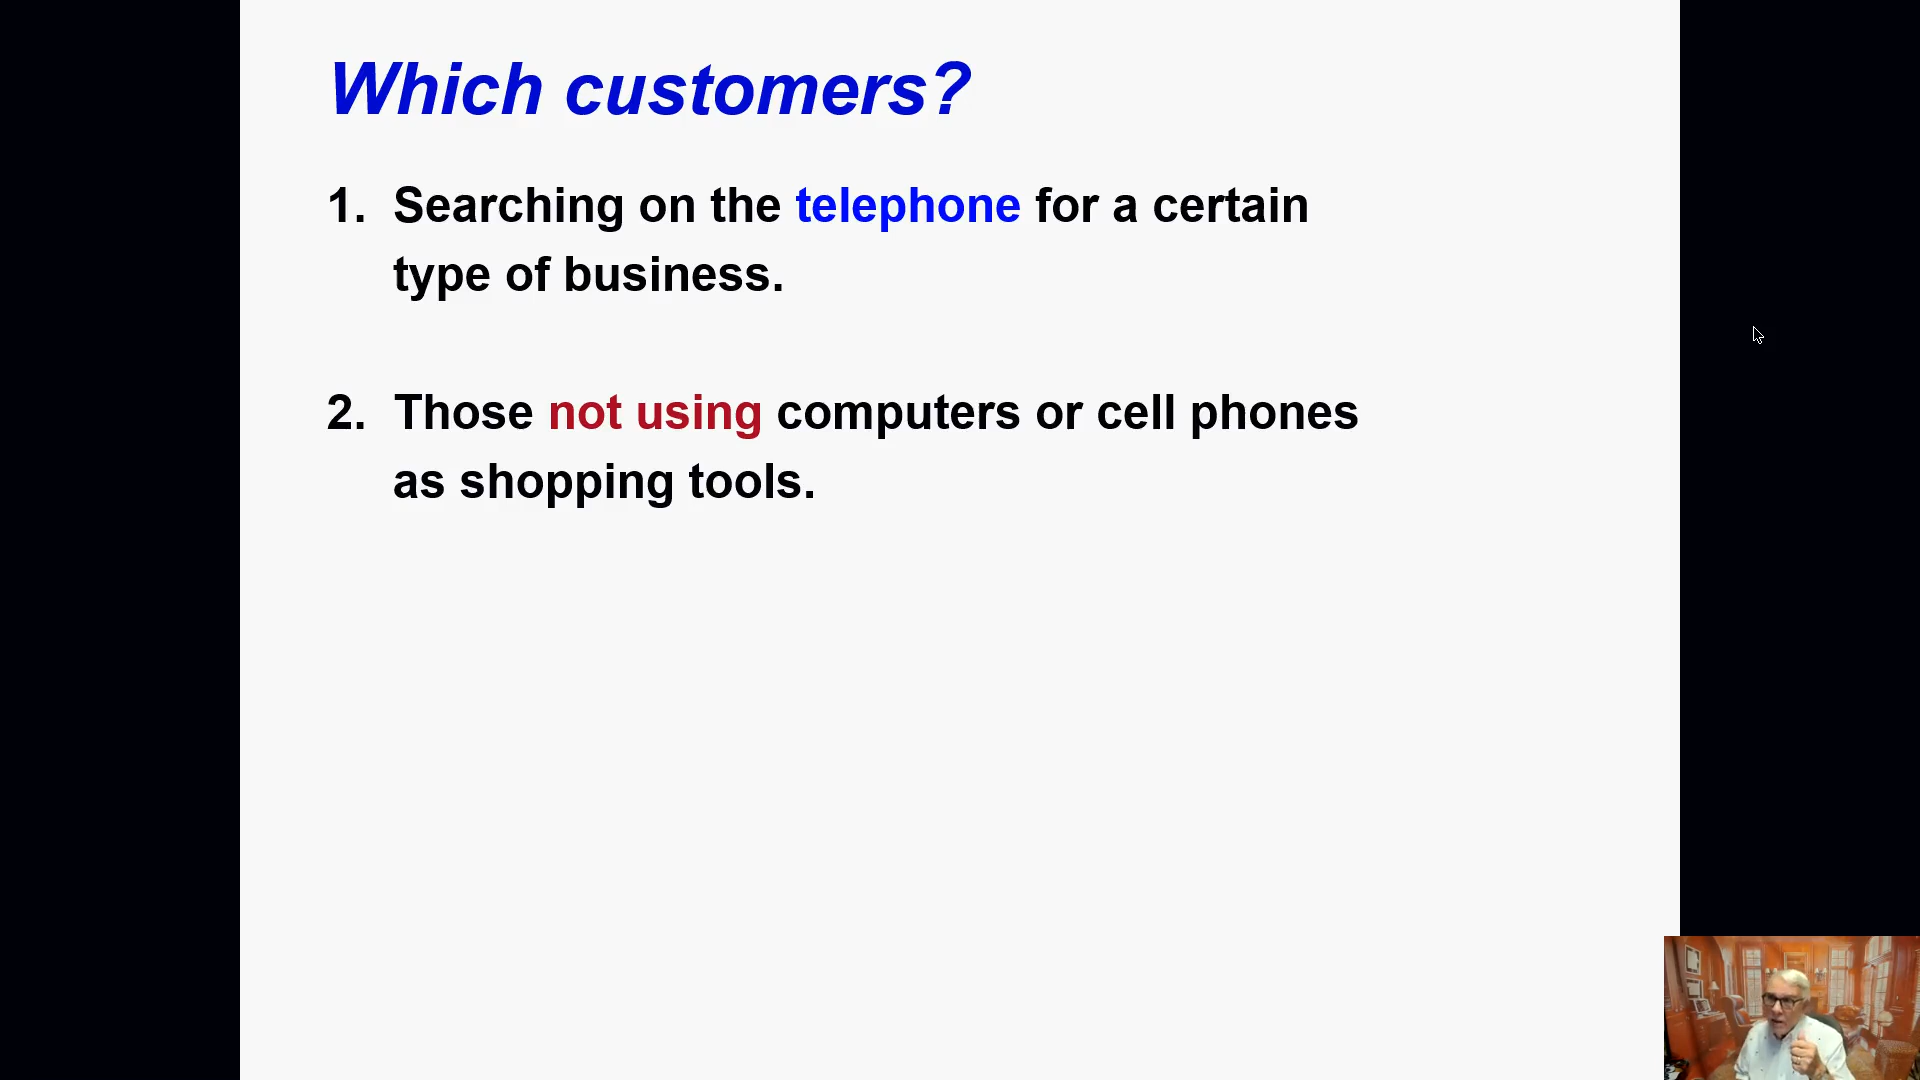 Which customers?
1. Searching on the telephone for a certain
type of business.
2. Those not using computers or cell phones
as shopping tools.